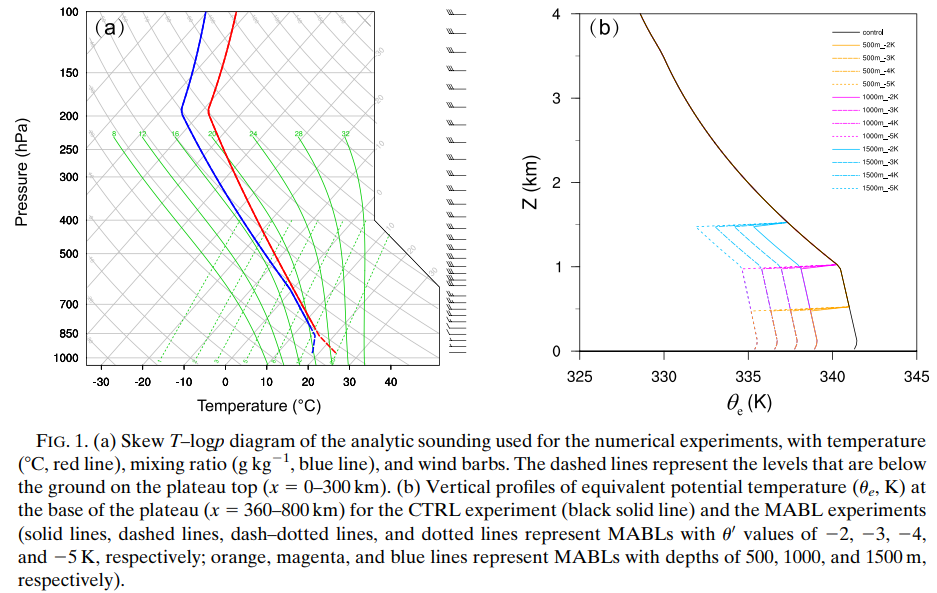 (a)
100
150
200
250
300
400
500
700
850
1000
Pressure (hPa)
8 12 16 20 24 28 32
30
20
10
0
-30 -20 -10 0 10 20 30 40
Temperature (°C)
(b)
4
3
2
1
0
Z (km)
control
500m_-2K
500m_-3K
500m_-4K
500m_-5K
1000m_-2K
1000m_-3K
1000m_-4K
1000m_-5K
1500m_-2K
1500m_-3K
1500m_-4K
1500m_-5K
325 330 335 340 345
θe (K)
FIG. 1. (a) Skew T–logp diagram of the analytic sounding used for the numerical experiments, with temperature
(°C, red line), mixing ratio (g kg−1, blue line), and wind barbs. The dashed lines represent the levels that are below
the ground on the plateau top (x = 0–300 km). (b) Vertical profiles of equivalent potential temperature (θe, K) at
the base of the plateau (x = 360–800 km) for the CTRL experiment (black solid line) and the MABL experiments
(solid lines, dashed lines, dash–dotted lines, and dotted lines represent MABLs with θ′ values of −2, −3, −4,
and −5 K, respectively; orange, magenta, and blue lines represent MABLs with depths of 500, 1000, and 1500 m,
respectively).